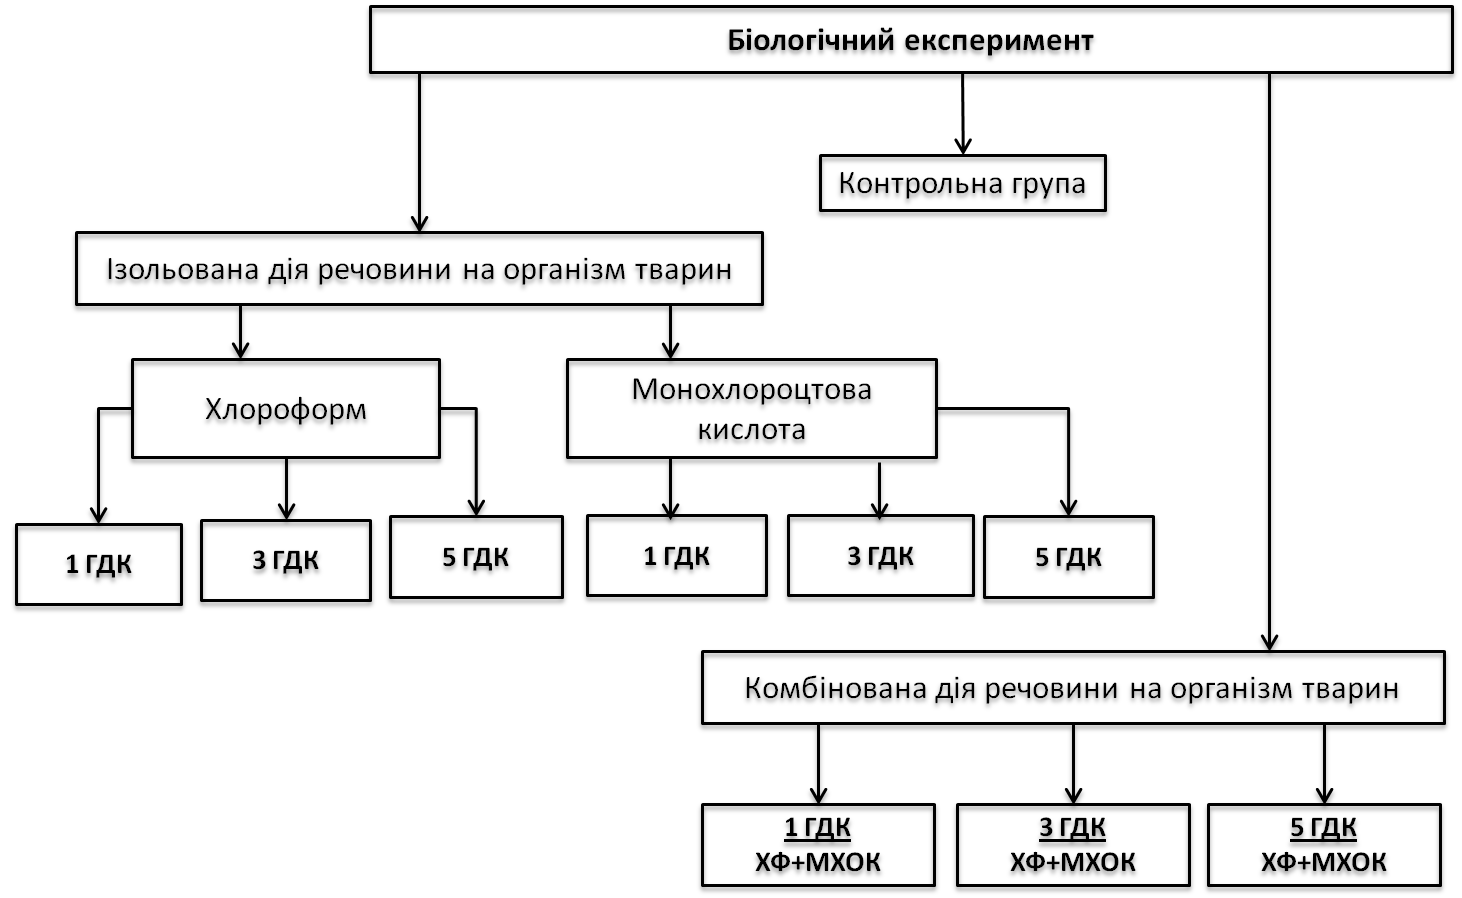 Біологічний експеримент
Контрольна група
Ізольована дія речовини на організм тварин
Хлороформ
Монохлороцтова
кислота
1 ГДК
3 ГДК
5 ГДК
1 ГДК
3 ГДК
5 ГДК
Комбінована дія речовини на організм тварин
1 ГДК
ХФ+МХОК
3 ГДК
ХФ+МХОК
5 ГДК
ХФ+МХОК